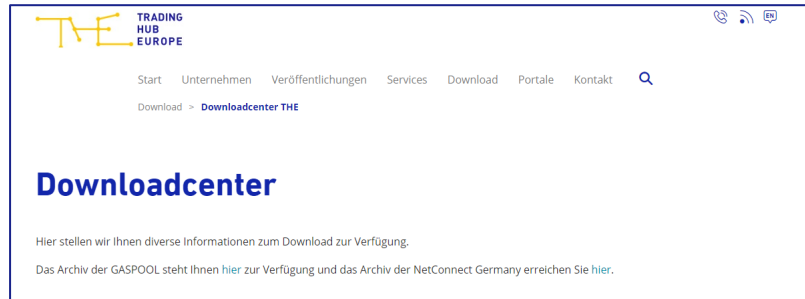 THE
TRADING
HUB
EUROPE
EN
Start Unternehmen Veröffentlichungen Services Download Portale Kontakt
Download > Downloadcenter THE
Downloadcenter
Hier stellen wir Ihnen diverse Informationen zum Download zur Verfügung.
Das Archiv der GASPOOL steht Ihnen hier zur Verfügung und das Archiv der NetConnect Germany erreichen Sie hier.